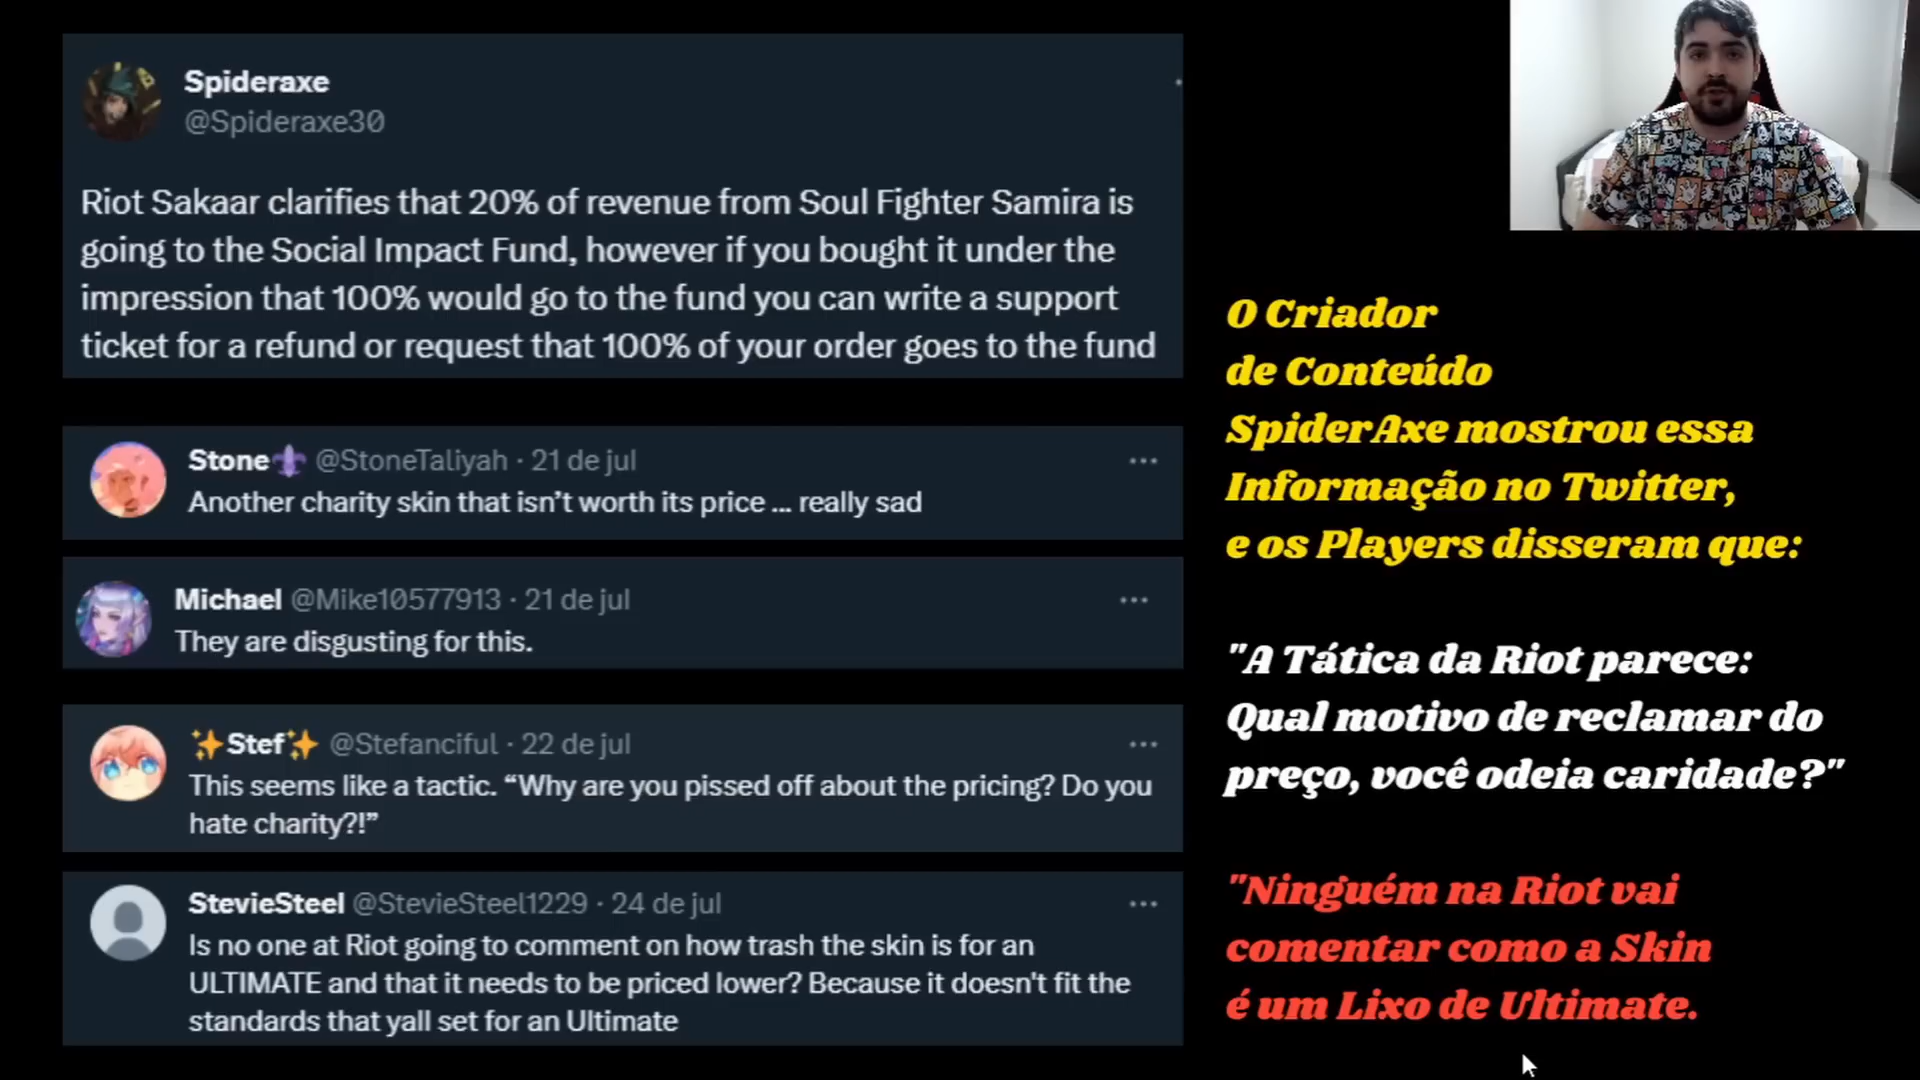 Spideraxe
@Spideraxe30
Riot Sakaar clarifies that 20% of revenue from Soul Fighter Samira is
going to the Social Impact Fund, however if you bought it under the
impression that 100% would go to the fund you can write a support
ticket for a refund or request that 100% of your order goes to the fund
Stone⚜ @StoneTaliyah · 21 de jul
Another charity skin that isn’t worth its price ... really sad
Michael @Mike10577913 · 21 de jul
They are disgusting for this.
✨Stef✨ @Stefanciful · 22 de jul
This seems like a tactic. “Why are you pissed off about the pricing? Do you
hate charity?!”
StevieSteel @StevieSteel1229 · 24 de jul
Is no one at Riot going to comment on how trash the skin is for an
ULTIMATE and that it needs to be priced lower? Because it doesn't fit the
standards that yall set for an Ultimate
O Criador
de Conteúdo
SpiderAxe mostrou essa
Informação no Twitter,
e os Players disseram que:
"A Tática da Riot parece:
Qual motivo de reclamar do
preço, você odeia caridade?"
"Ninguém na Riot vai
comentar como a Skin
é um Lixo de Ultimate.